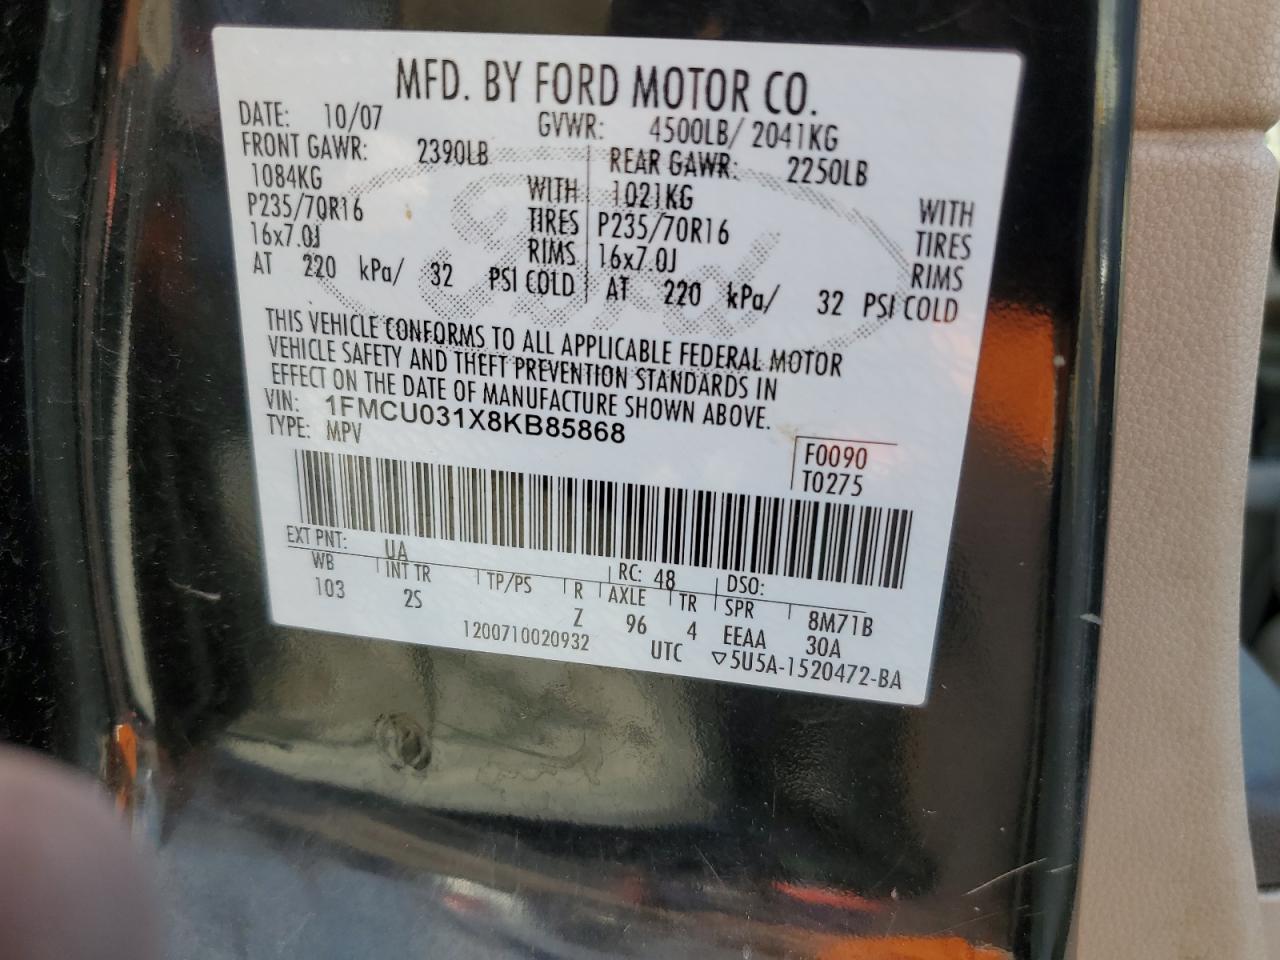 MFD. BY FORD MOTOR CO.
DATE: 10/07 GVWR: 4500LB/ 2041KG
FRONT GAWR: 2390LB REAR GAWR: 2250LB
1084KG WITH 1021KG WITH
P235/70R16 TIRES P235/70R16 TIRES
16x7.0J RIMS 16x7.0J RIMS
AT 220 kPa/ 32 PSI COLD AT 220 kPa/ 32 PSI COLD
THIS VEHICLE CONFORMS TO ALL APPLICABLE FEDERAL MOTOR
VEHICLE SAFETY AND THEFT PREVENTION STANDARDS IN
EFFECT ON THE DATE OF MANUFACTURE SHOWN ABOVE.
VIN: 1FMCU031X8KB85868
TYPE: MPV
F0090
T0275
EXT PNT: UA RC: 48 DSO:
WB INT TR TP/PS R AXLE TR SPR 8M71B
103 2S Z 96 4 EEAA 30A
1200710020932 UTC ▽5U5A-1520472-BA
Ford